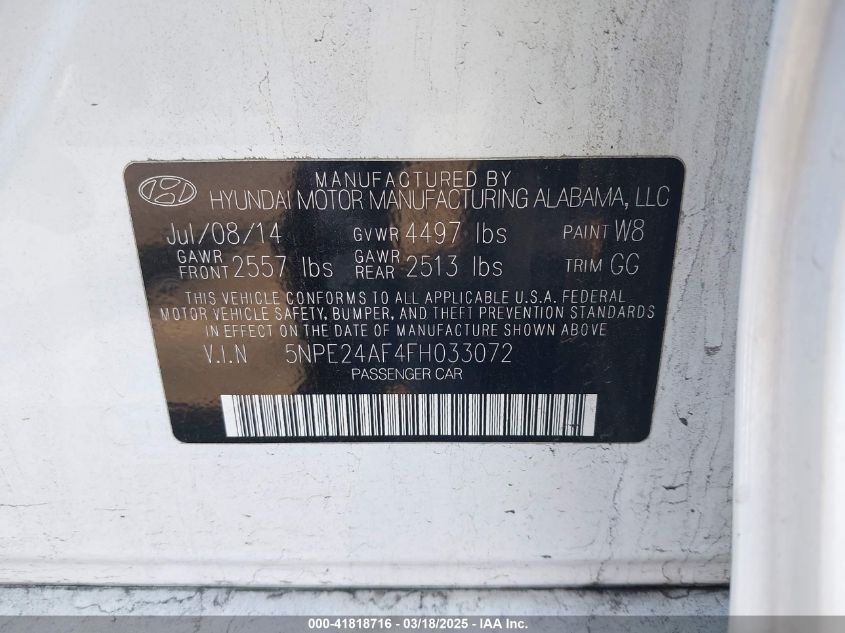 MANUFACTURED BY
HYUNDAI MOTOR MANUFACTURING ALABAMA, LLC
Jul/08/14 GVWR 4497 lbs PAINT W8
GAWR FRONT 2557 lbs GAWR REAR 2513 lbs TRIM GG
THIS VEHICLE CONFORMS TO ALL APPLICABLE U.S.A. FEDERAL
MOTOR VEHICLE SAFETY, BUMPER, AND THEFT PREVENTION STANDARDS
IN EFFECT ON THE DATE OF MANUFACTURE SHOWN ABOVE
V.I.N 5NPE24AF4FH033072
PASSENGER CAR
000-41818716 - 03/18/2025 - IAA Inc.